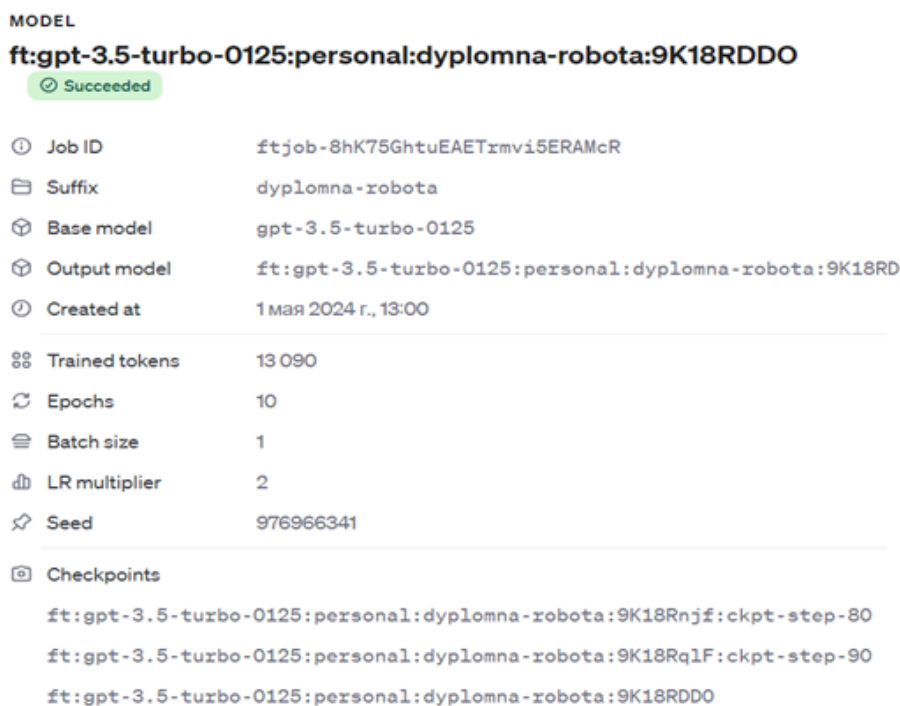 MODEL
ft:gpt-3.5-turbo-0125:personal:dyplomna-robota:9K18RDDO
Succeeded
Job ID ftjob-8hK75GhtuEAETrmvi5ERAMcR
Suffix dyplomna-robota
Base model gpt-3.5-turbo-0125
Output model ft:gpt-3.5-turbo-0125:personal:dyplomna-robota:9K18RD
Created at 1 мая 2024 г., 13:00
Trained tokens 13 090
Epochs 10
Batch size 1
LR multiplier 2
Seed 976966341
Checkpoints
ft:gpt-3.5-turbo-0125:personal:dyplomna-robota:9K18Rnjf:ckpt-step-80
ft:gpt-3.5-turbo-0125:personal:dyplomna-robota:9K18RqlF:ckpt-step-90
ft:gpt-3.5-turbo-0125:personal:dyplomna-robota:9K18RDDO